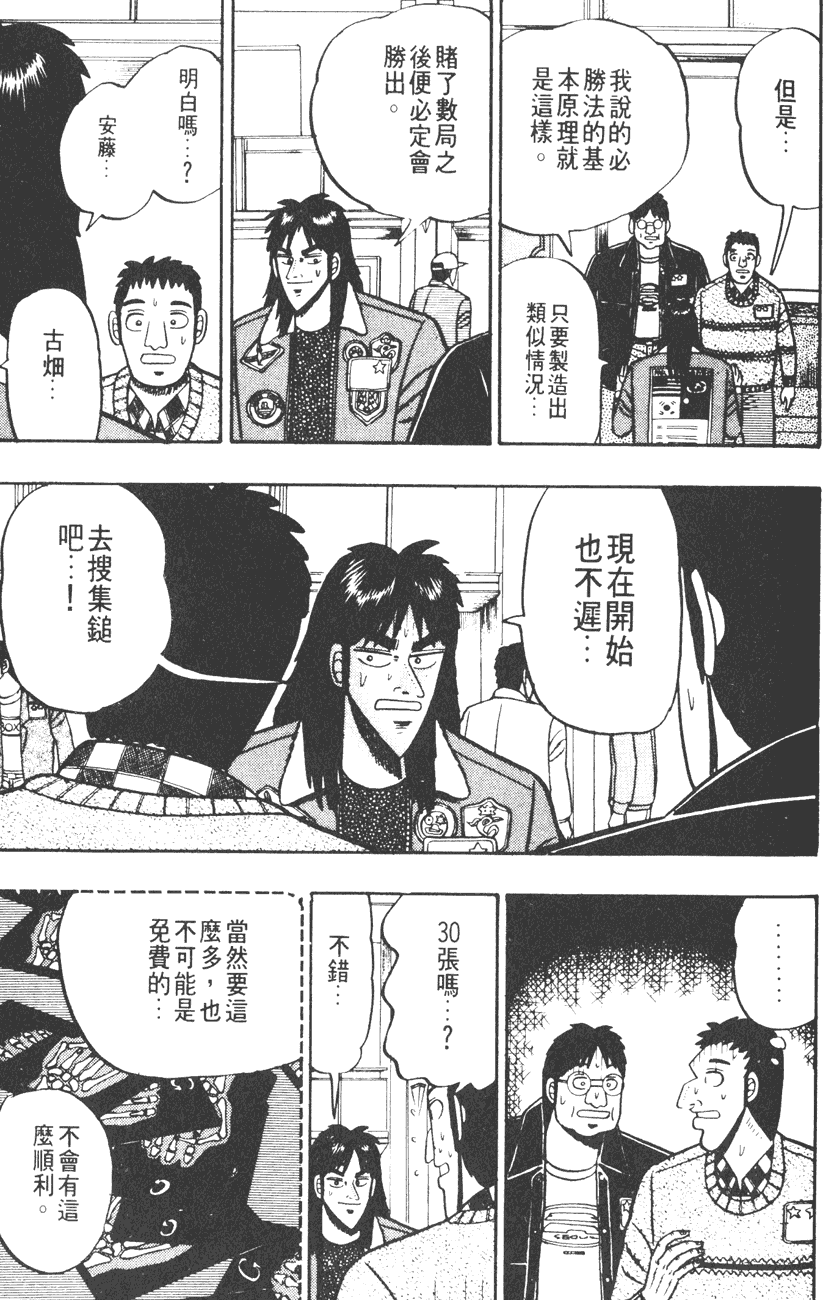 但是⋯
我說的必
勝法的基
本原理就
是這樣。
只要製造出
類似情況⋯
賭了數局之
後便必定會
勝出。
明白嗎⋯?
安藤⋯
古畑⋯
現在開始
也不遲⋯
去搜集鎚
吧⋯!
⋯⋯⋯
30張嗎⋯?
不錯⋯
當然要這
麼多，也
不可能是
免費的⋯
不會有這
麼順利。